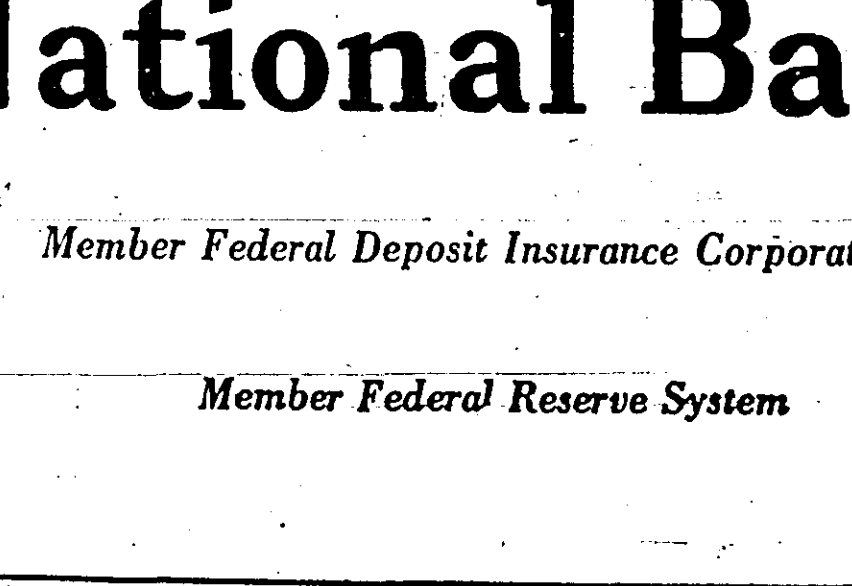 ational Ba
Member Federal Deposit Insurance Corporat
Member Federal Reserve System